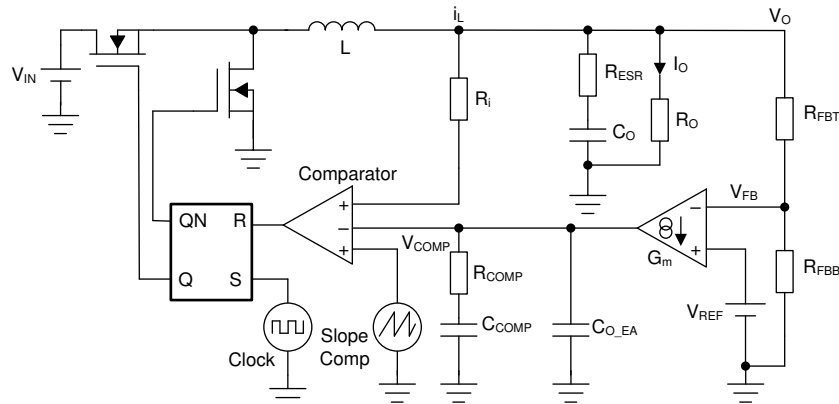 i_L
V_O
L
V_IN
R_ESR
I_O
R_i
R_FBT
C_O
R_O
Comparator
V_FB
QN
R
+
−
−
V_COMP
+
G_m
+
Q
S
R_COMP
R_FBB
V_REF
Clock
Slope
Comp
C_COMP
C_O_EA